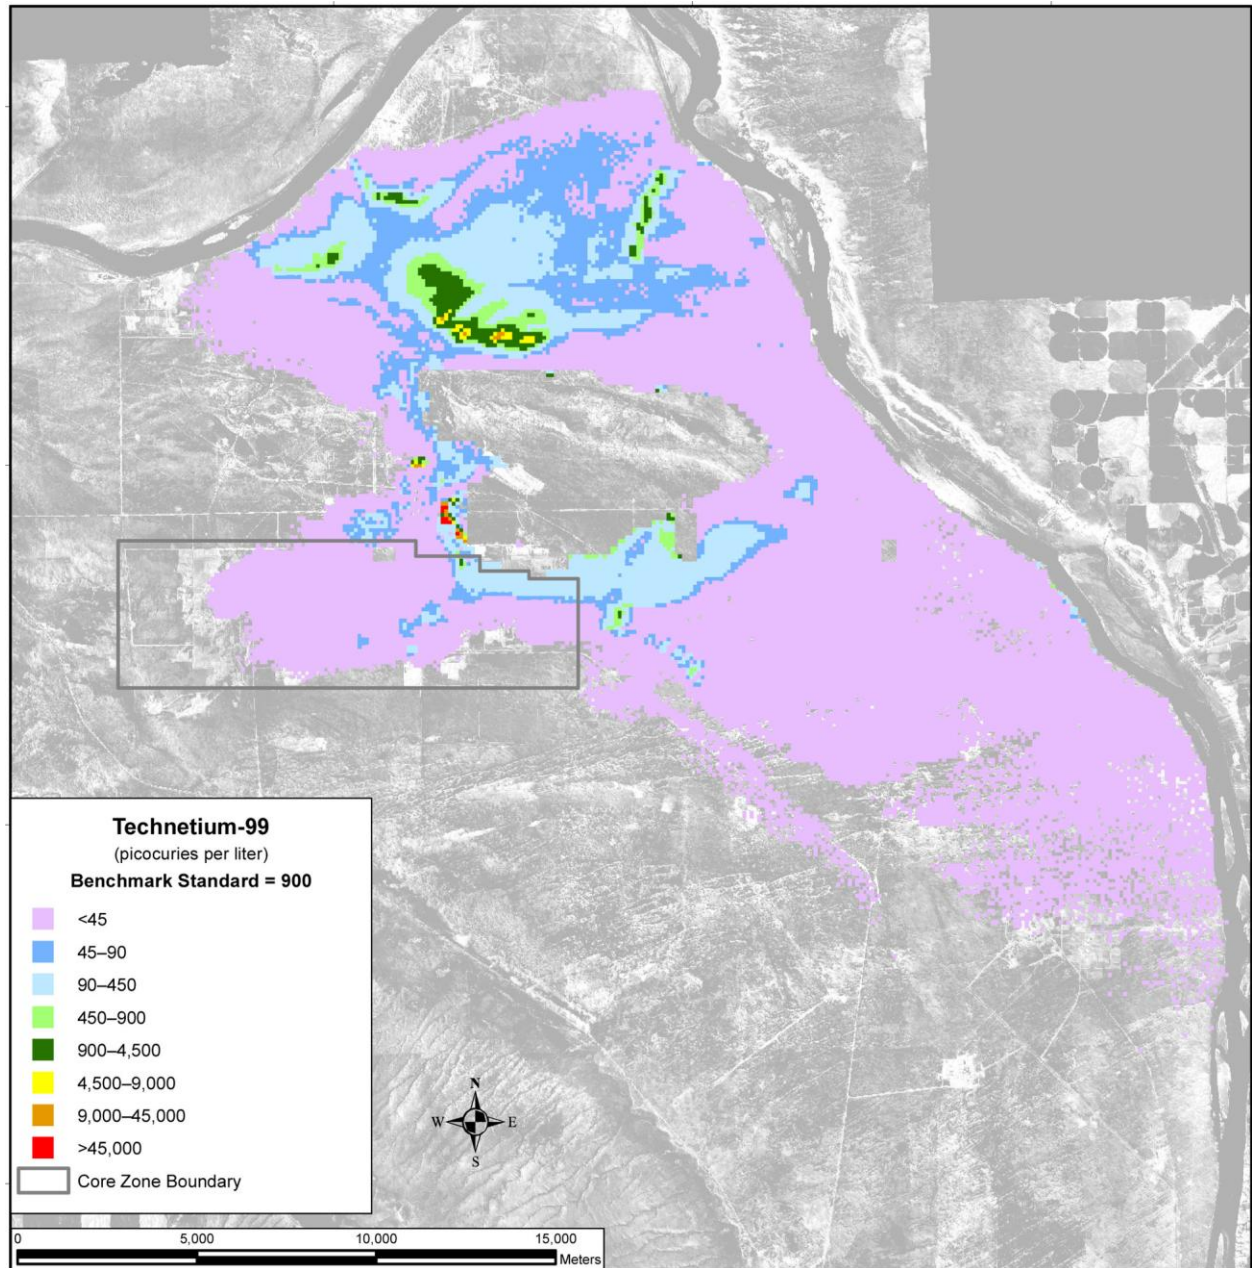 Technetium-99
(picocuries per liter)
Benchmark Standard = 900
<45
45–90
90–450
450–900
900–4,500
4,500–9,000
9,000–45,000
>45,000
Core Zone Boundary
N
W E
S
0 5,000 10,000 15,000
Meters